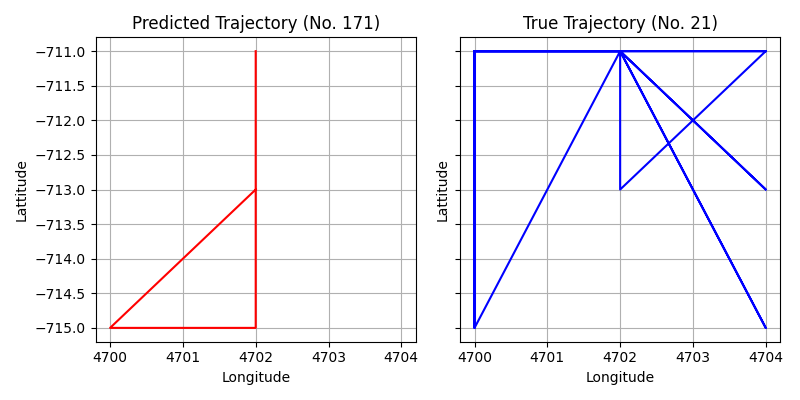 Predicted Trajectory (No. 171)
True Trajectory (No. 21)
Lattitude
−711.0
−711.5
−712.0
−712.5
−713.0
−713.5
−714.0
−714.5
−715.0
4700 4701 4702 4703 4704
Longitude
Lattitude
4700 4701 4702 4703 4704
Longitude